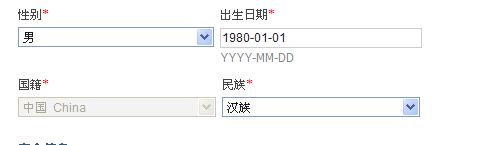 性别* 出生日期*
男 1980-01-01
YYYY-MM-DD
国籍* 民族*
中国 China 汉族